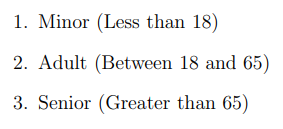 1. Minor (Less than 18)
2. Adult (Between 18 and 65)
3. Senior (Greater than 65)